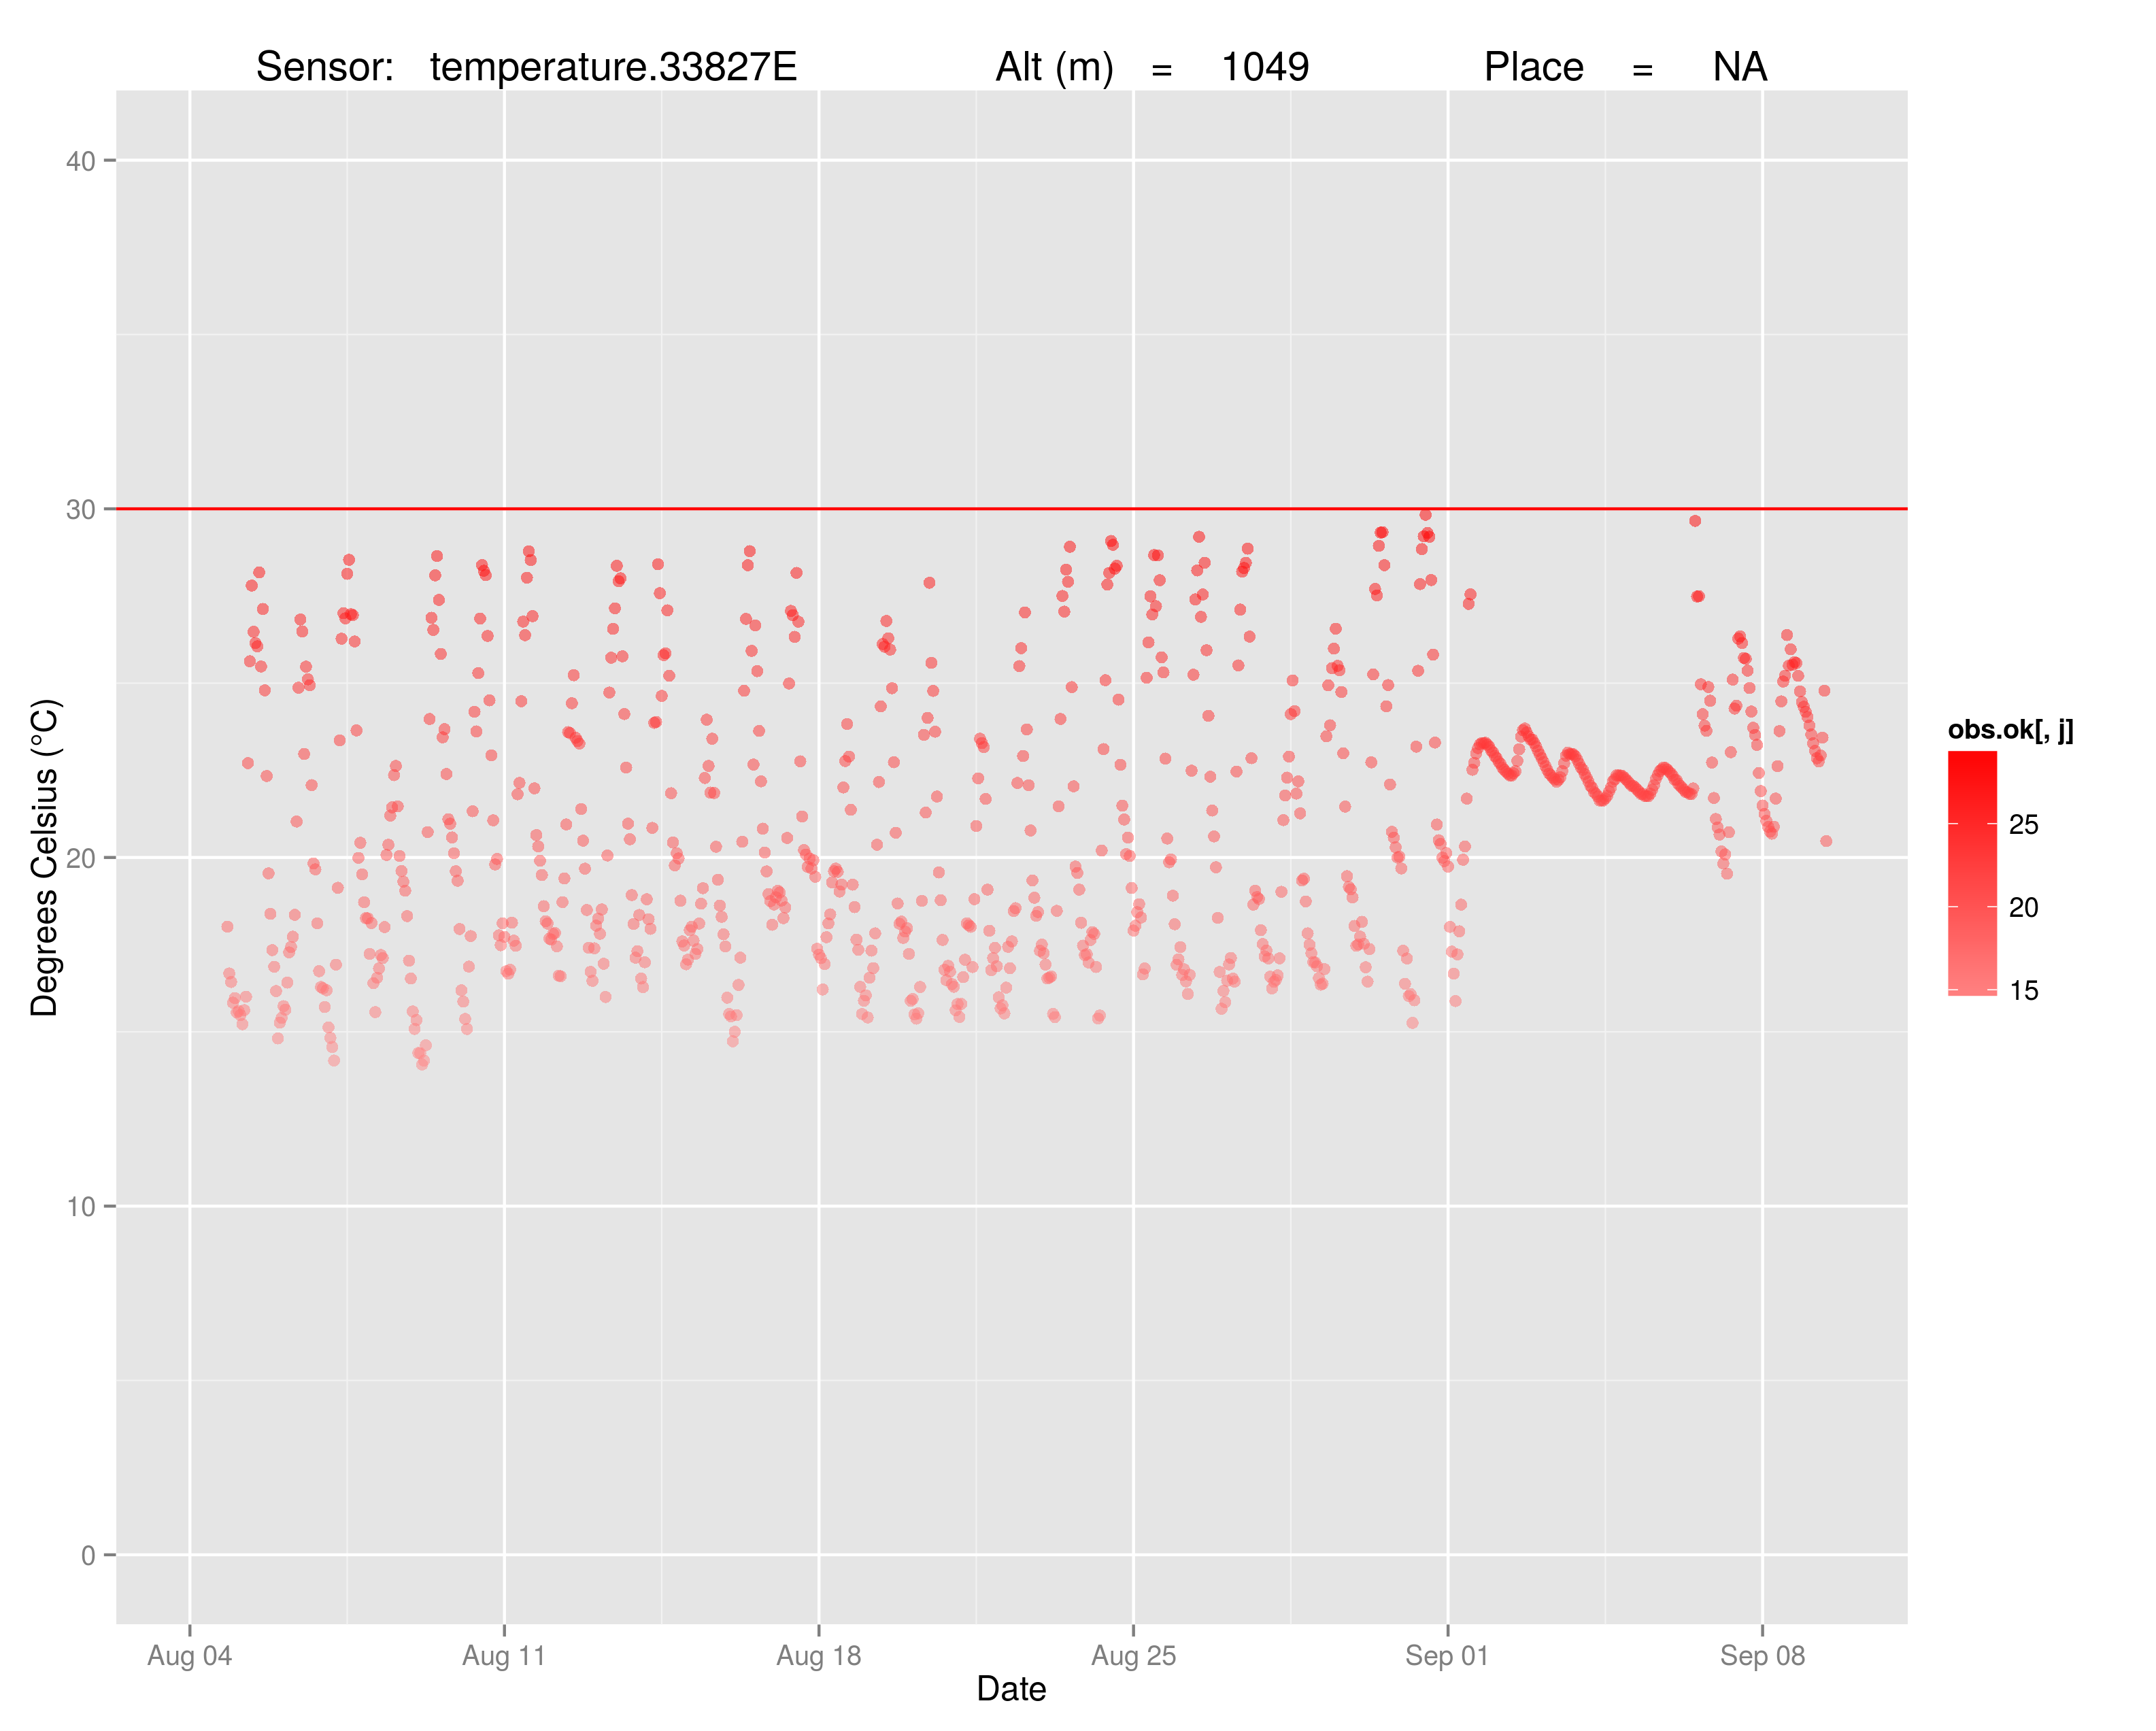 Sensor: temperature.33827E Alt (m) = 1049 Place = NA
40
30
20
10
0
Degrees Celsius (°C)
Aug 04 Aug 11 Aug 18 Aug 25 Sep 01 Sep 08
Date
obs.ok[, j]
25
20
15